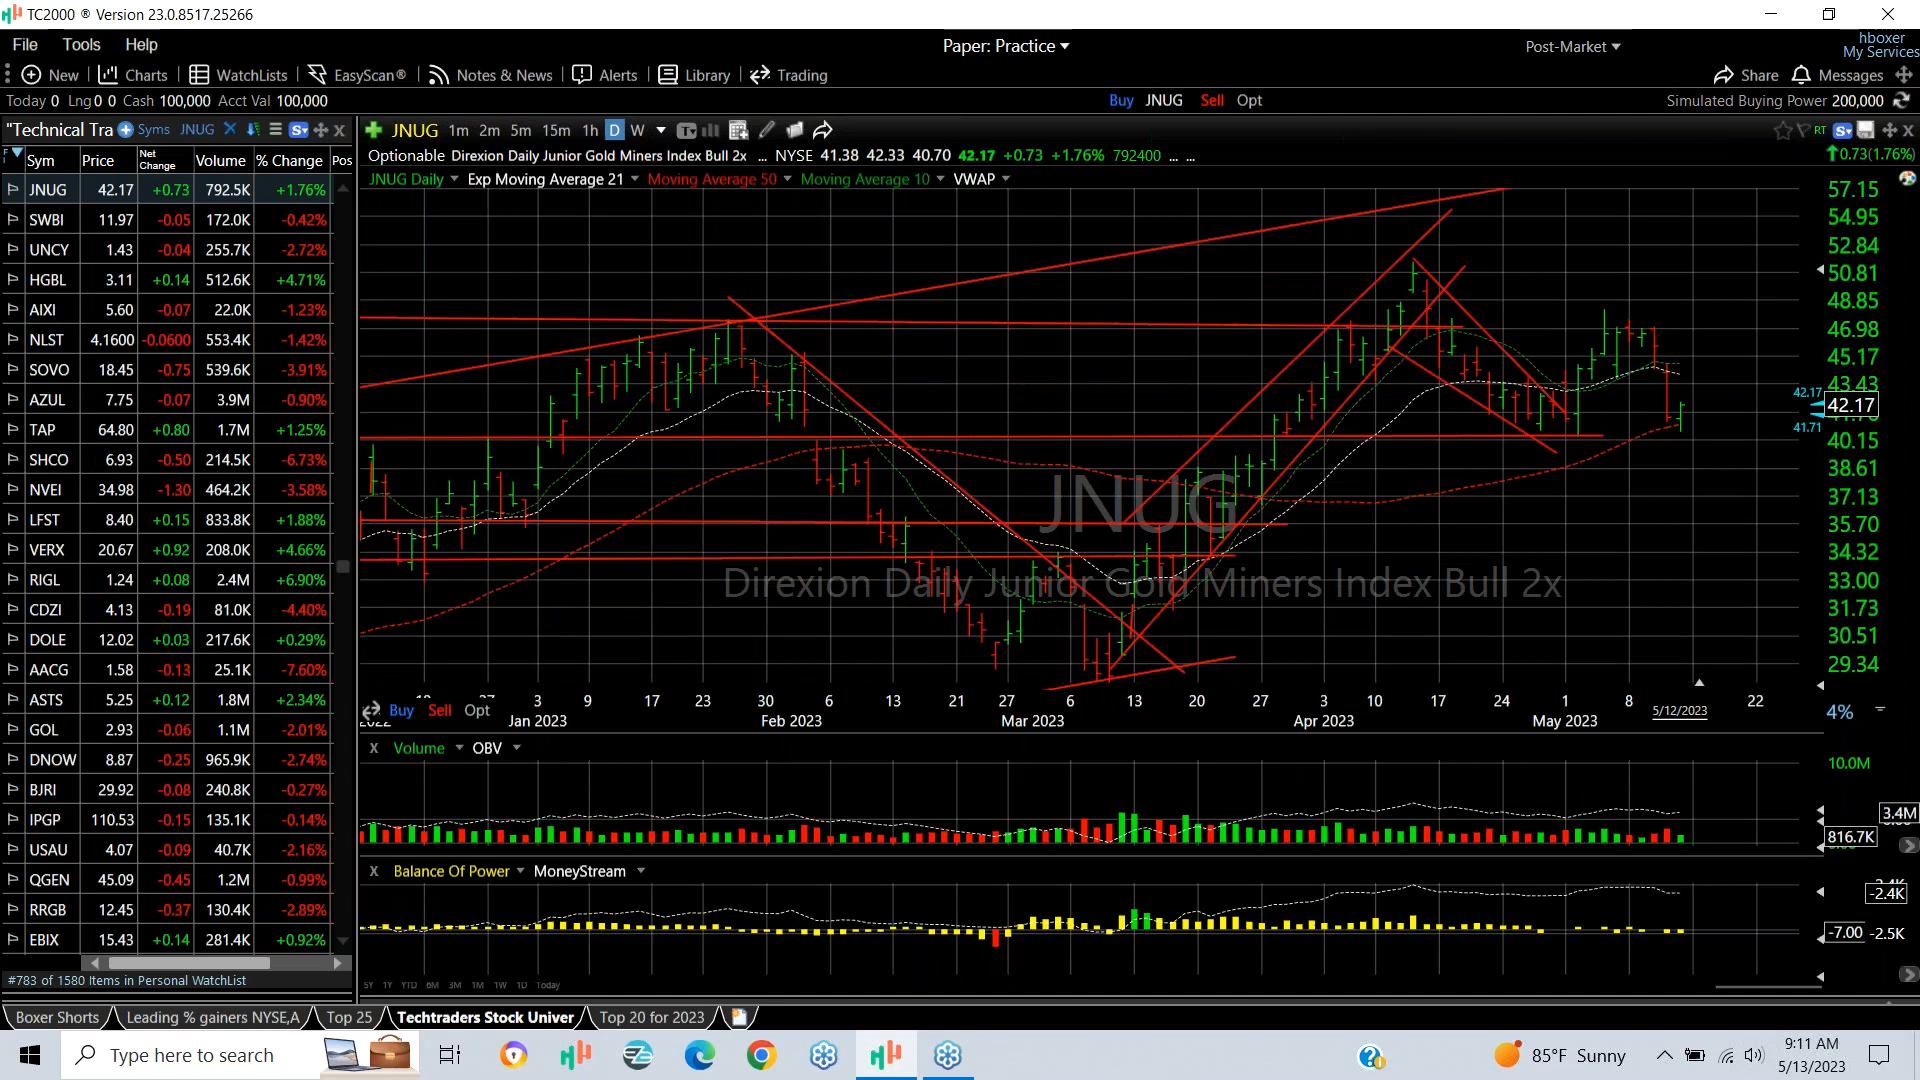 TC2000 ® Version 23.0.8517.25266
File Tools Help
Paper: Practice
Post-Market
hboxer
My Services
New Charts WatchLists EasyScan® Notes & News Alerts Library Trading
Share Messages
Today 0 Lng 0 0 Cash 100,000 Acct Val 100,000
Buy JNUG Sell Opt
Simulated Buying Power 200,000
"Technical Tra Syms JNUG
JNUG 1m 2m 5m 15m 1h D W
RT
Sym Price Net Change Volume % Change Pos
Optionable Direxion Daily Junior Gold Miners Index Bull 2x ... NYSE 41.38 42.33 40.70 42.17 +0.73 +1.76% 792400 ... ...
0.73(1.76%)
JNUG Daily Exp Moving Average 21 Moving Average 50 Moving Average 10 VWAP
JNUG 42.17 +0.73 792.5K +1.76%
SWBI 11.97 -0.05 172.0K -0.42%
UNCY 1.43 -0.04 255.7K -2.72%
HGBL 3.11 +0.14 512.6K +4.71%
AIXI 5.60 -0.07 22.0K -1.23%
NLST 4.1600 -0.0600 553.4K -1.42%
SOVO 18.45 -0.75 539.6K -3.91%
AZUL 7.75 -0.07 3.9M -0.90%
TAP 64.80 +0.80 1.7M +1.25%
SHCO 6.93 -0.50 214.5K -6.73%
NVEI 34.98 -1.30 464.2K -3.58%
LFST 8.40 +0.15 833.8K +1.88%
VERX 20.67 +0.92 208.0K +4.66%
RIGL 1.24 +0.08 2.4M +6.90%
CDZI 4.13 -0.19 81.0K -4.40%
DOLE 12.02 +0.03 217.6K +0.29%
AACG 1.58 -0.13 25.1K -7.60%
ASTS 5.25 +0.12 1.8M +2.34%
GOL 2.93 -0.06 1.1M -2.01%
DNOW 8.87 -0.25 965.9K -2.74%
BJRI 29.92 -0.08 240.8K -0.27%
IPGP 110.53 -0.15 135.1K -0.14%
USAU 4.07 -0.09 40.7K -2.16%
QGEN 45.09 -0.45 1.2M -0.99%
RRGB 12.45 -0.37 130.4K -2.89%
EBIX 15.43 +0.14 281.4K +0.92%
#783 of 1580 Items in Personal WatchList
57.15
54.95
52.84
50.81
48.85
46.98
45.17
43.43
42.17
42.17
41.71
40.15
38.61
37.13
35.70
34.32
33.00
31.73
30.51
29.34
JNUG
Direxion Daily Junior Gold Miners Index Bull 2x
27 3 9 17 23 30 6 13 21 27 6 13 20 27 3 10 17 24 1 8 22
Buy Sell Opt
Jan 2023 Feb 2023 Mar 2023 Apr 2023 May 2023 5/12/2023
4%
X Volume OBV
10.0M
3.4M
816.7K
X Balance Of Power MoneyStream
-2.4K
-7.00 -2.5K
5Y 1Y YTD 6M 3M 1M 1W 1D Today
Boxer Shorts Leading % gainers NYSE,A Top 25 Techtraders Stock Univer Top 20 for 2023
Type here to search
85°F Sunny
9:11 AM
5/13/2023